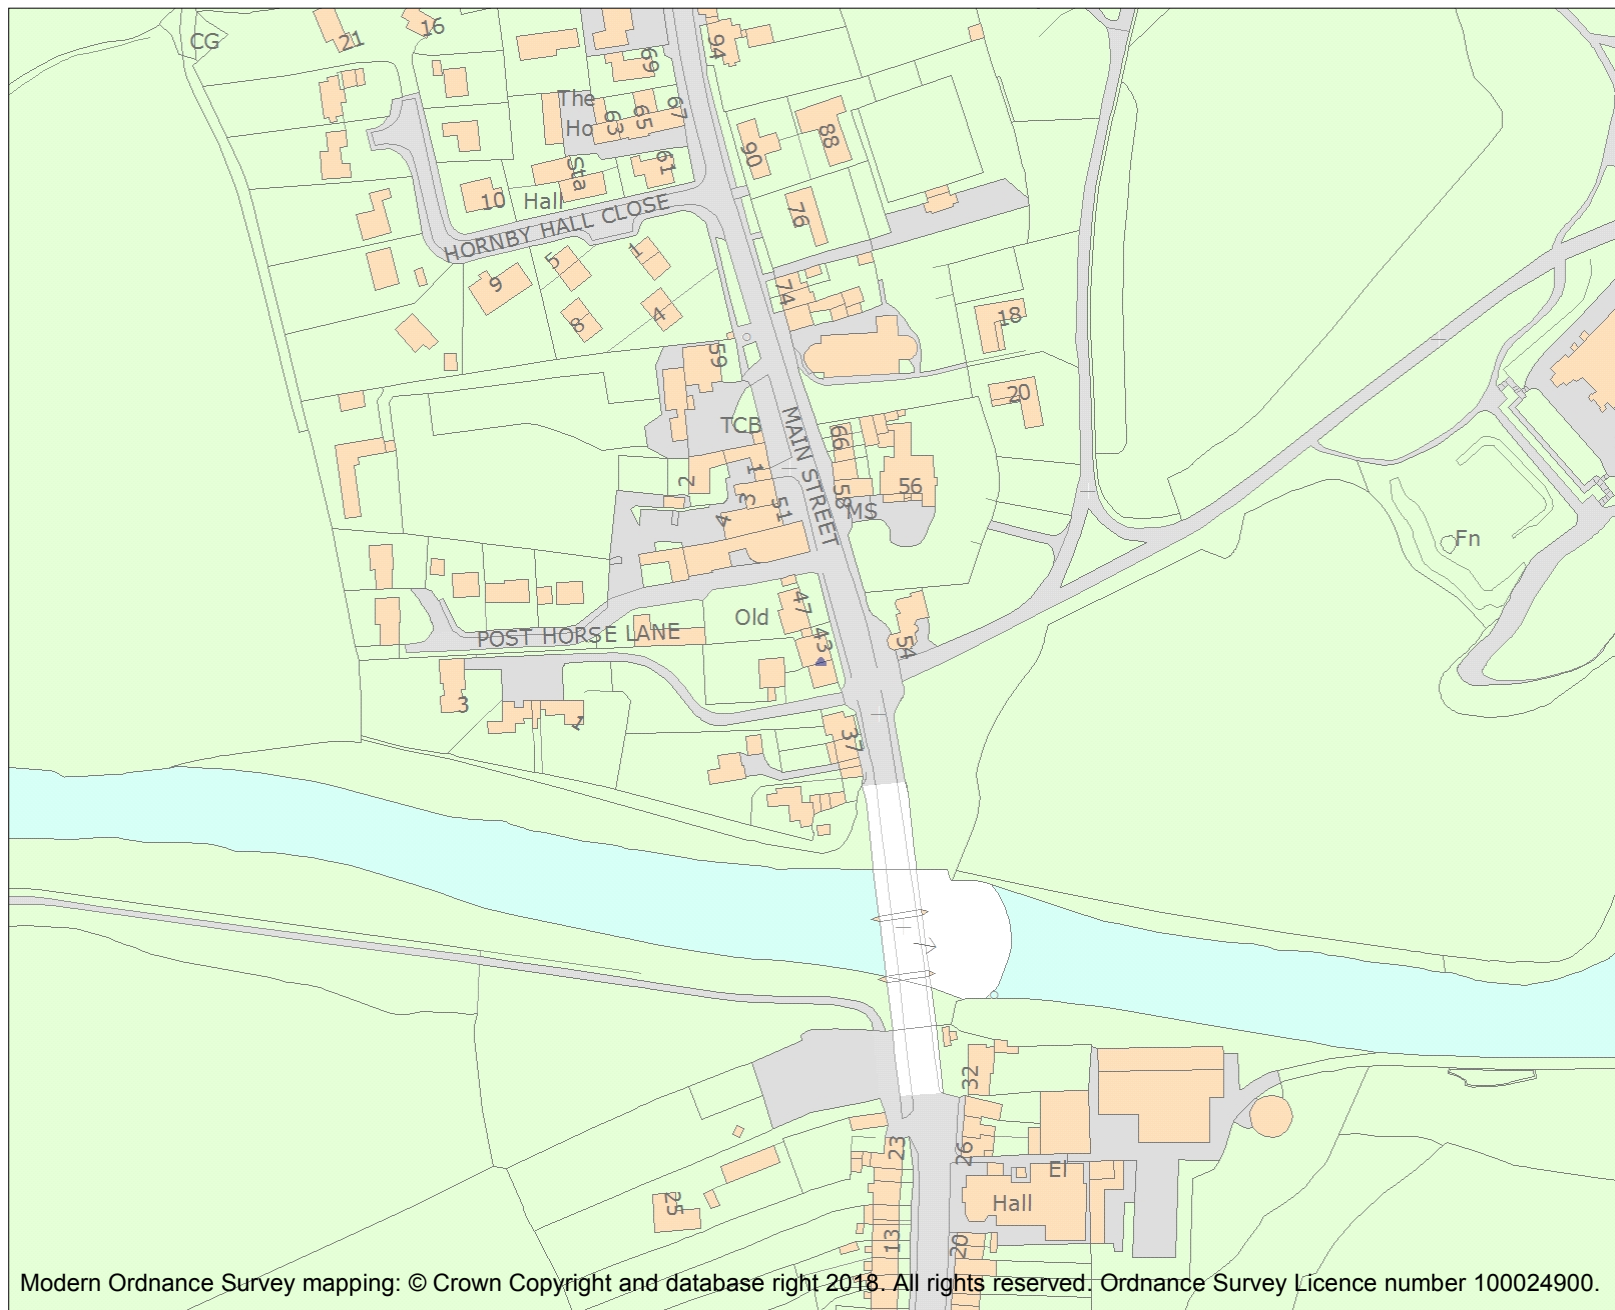 CG
21
16
94
69
The
Ho
63
65
67
88
90
61
Sta
10
Hall
76
HORNBY HALL CLOSE
1
5
9
74
8
4
18
59
20
TCB
MAIN STREET
66
1
2
3
58
56
51
4
MS
Fn
47
Old
43
POST HORSE LANE
54
3
1
37
32
23
26
El
25
Hall
13
20
Modern Ordnance Survey mapping: © Crown Copyright and database right 2018. All rights reserved. Ordnance Survey Licence number 100024900.